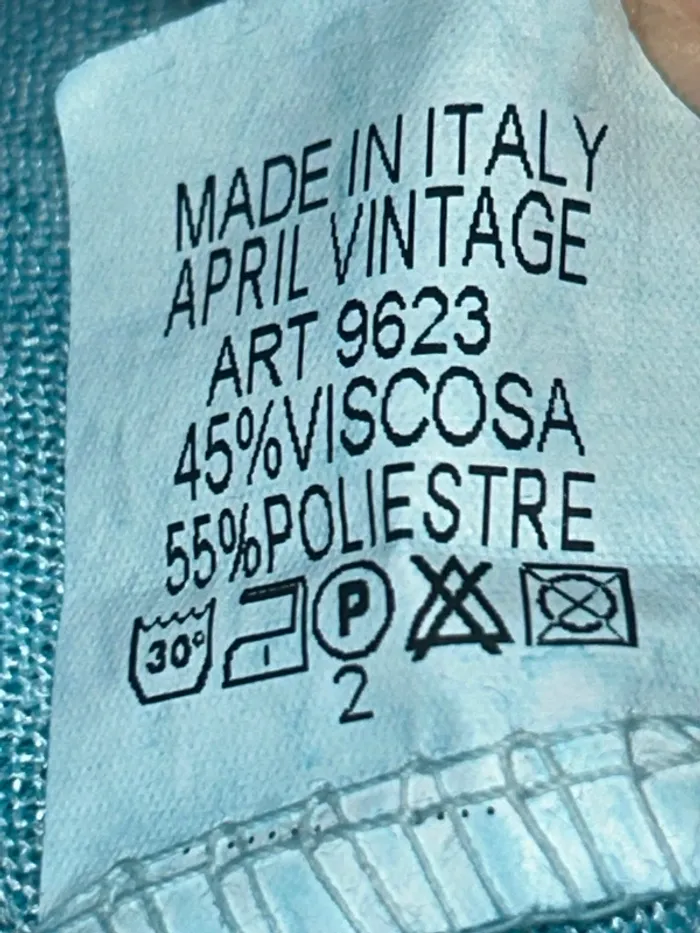 MADE IN ITALY
APRIL VINTAGE
ART 9623
45%VISCOSA
55%POLIESTRE
30° P
2